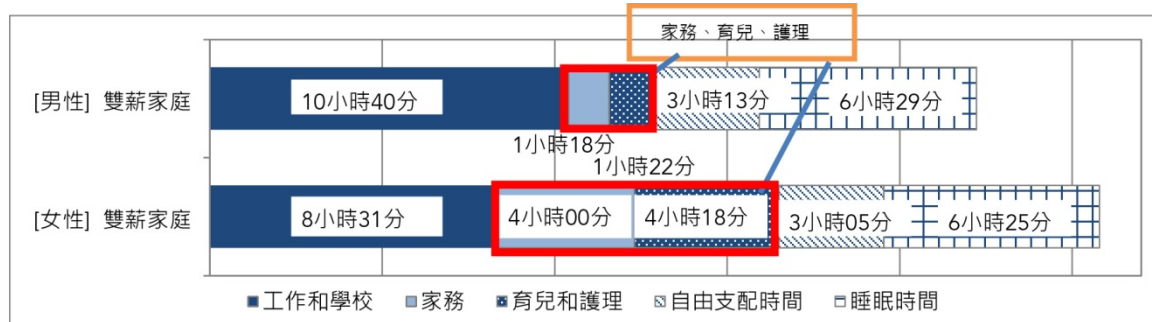 家務、育兒、護理
[男性] 雙薪家庭
10小時40分
3小時13分
6小時29分
1小時18分
1小時22分
[女性] 雙薪家庭
8小時31分
4小時00分
4小時18分
3小時05分
6小時25分
■工作和學校 家務 育兒和護理 自由支配時間 睡眠時間